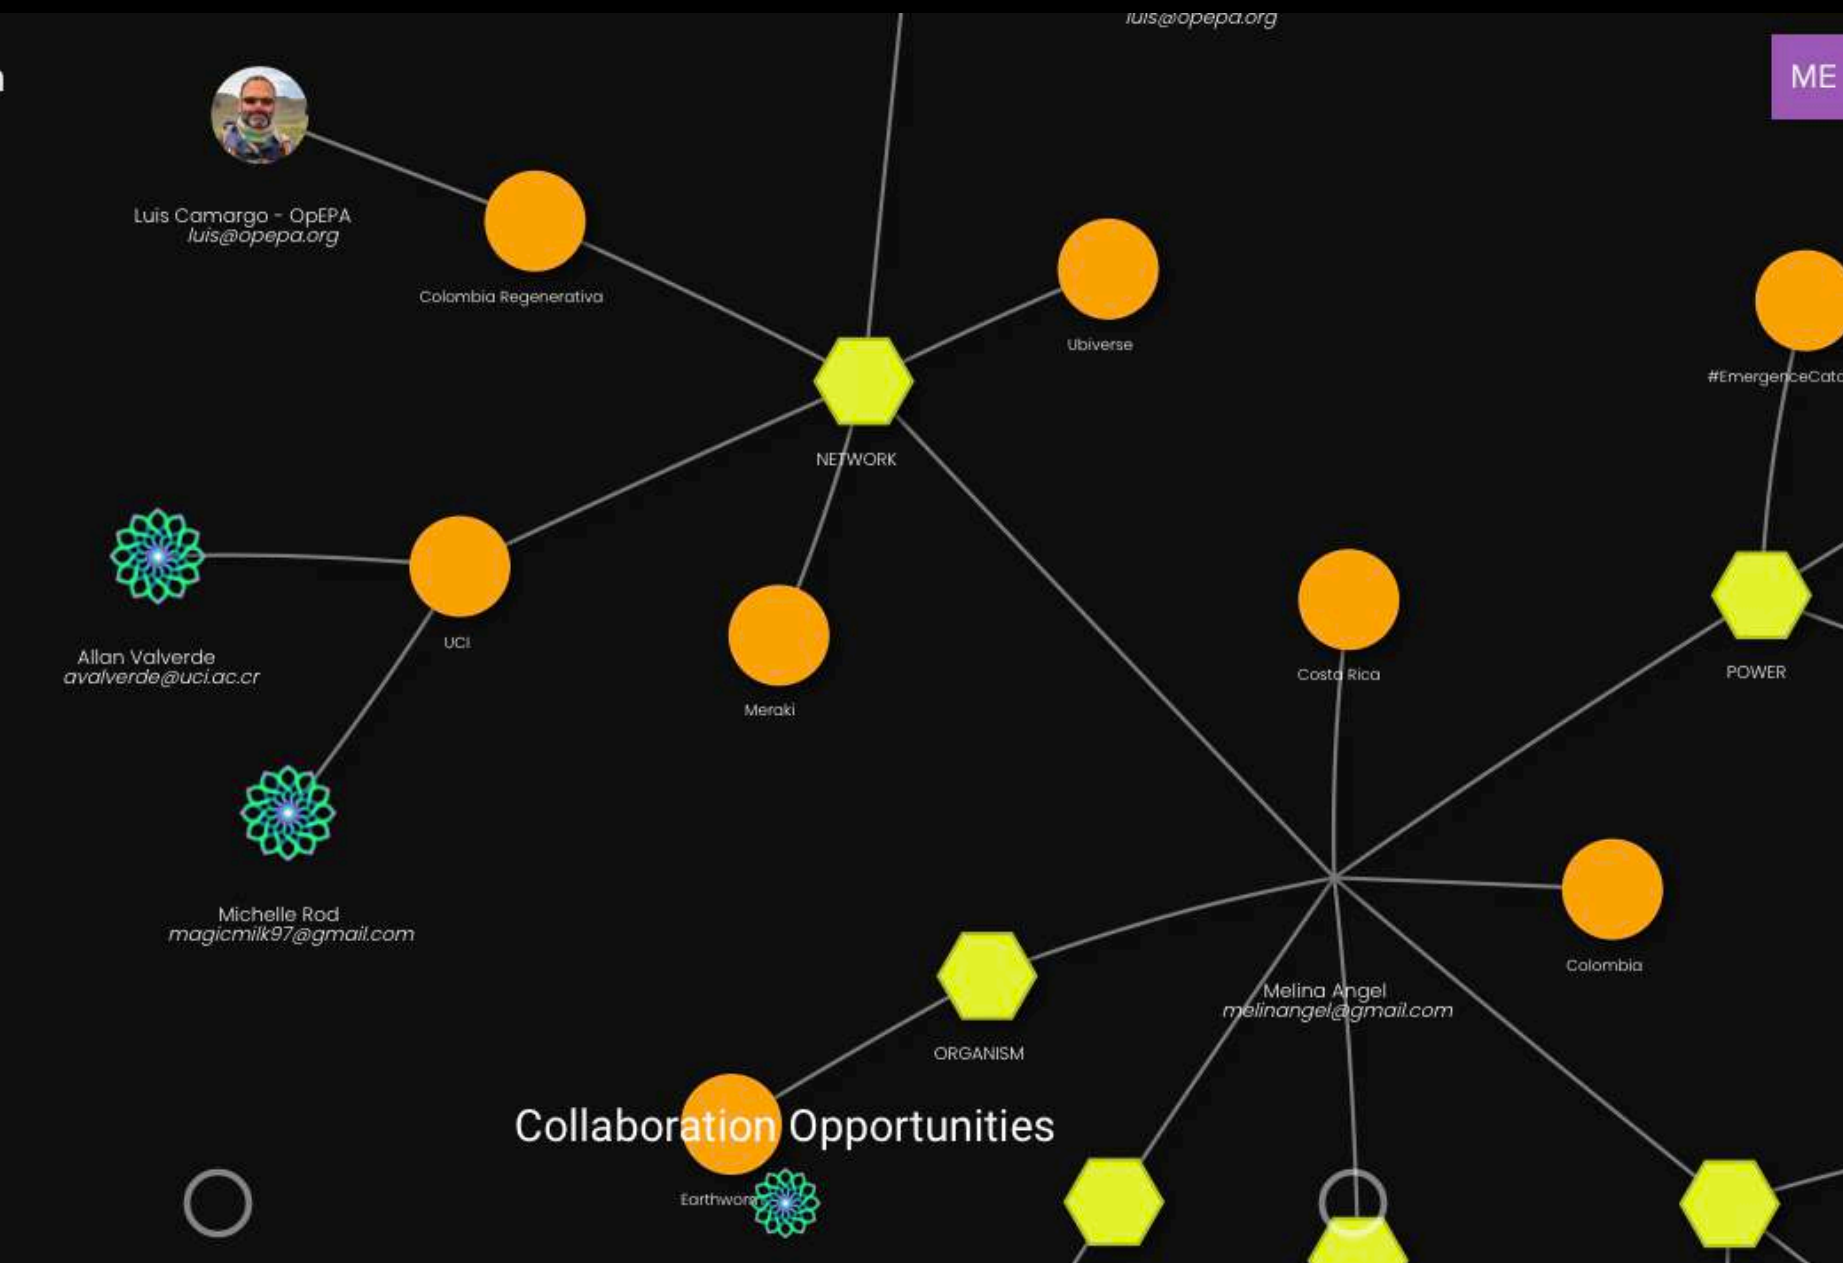 luis@opepa.org
ME
Luis Camargo - OpEPA
luis@opepa.org
Colombia Regenerativa
Ubiverse
#EmergenceCata
NETWORK
UCI
Allan Valverde
avalverde@uci.ac.cr
Meraki
Costa Rica
POWER
Michelle Rod
magicmilk97@gmail.com
Colombia
Melina Angel
melinangel@gmail.com
ORGANISM
Collaboration Opportunities